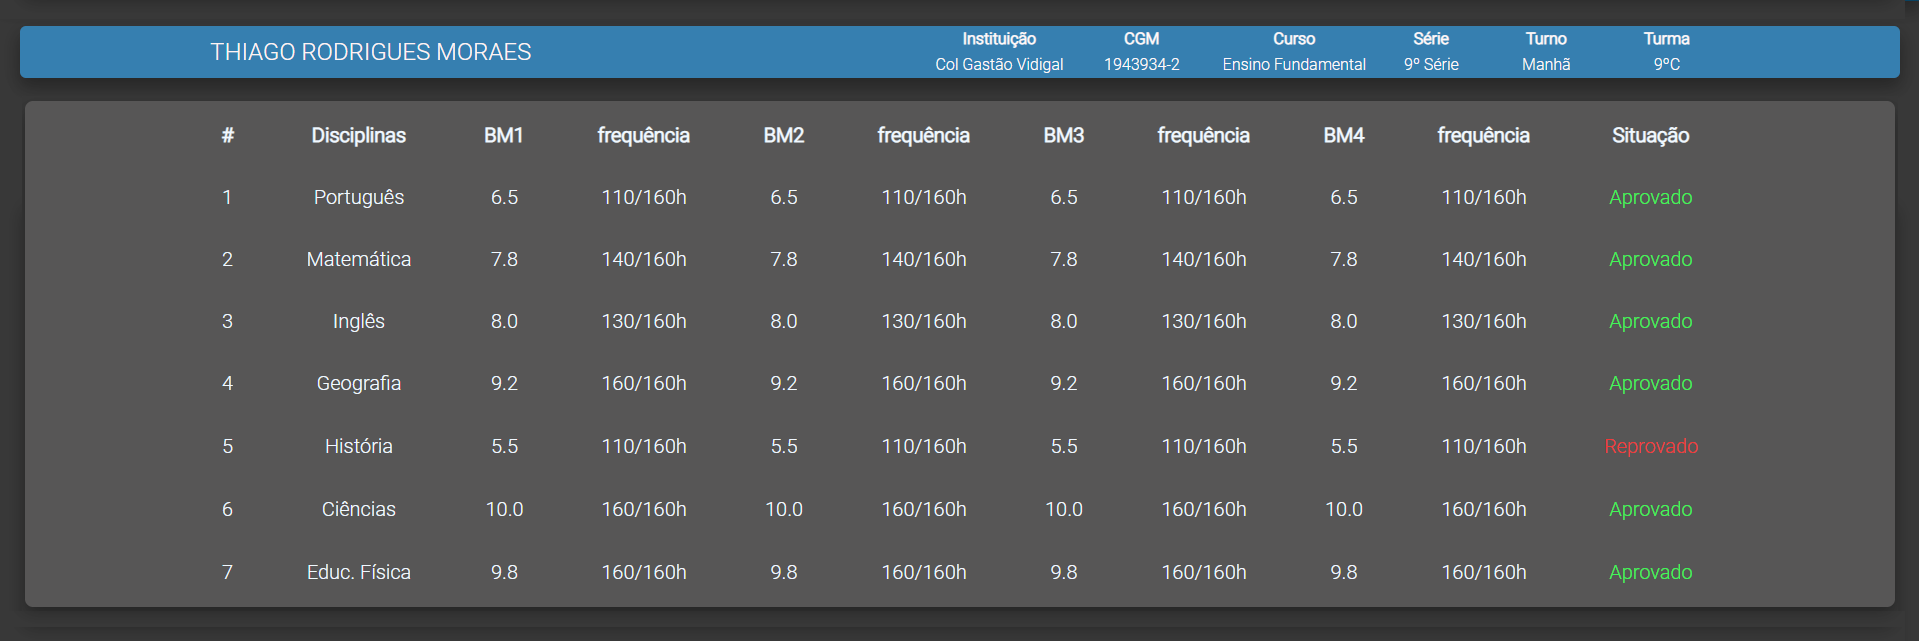 THIAGO RODRIGUES MORAES
Instituição CGM Curso Série Turno Turma
Col Gastão Vidigal 1943934-2 Ensino Fundamental 9º Série Manhã 9ºC
# Disciplinas BM1 frequência BM2 frequência BM3 frequência BM4 frequência Situação
1 Português 6.5 110/160h 6.5 110/160h 6.5 110/160h 6.5 110/160h Aprovado
2 Matemática 7.8 140/160h 7.8 140/160h 7.8 140/160h 7.8 140/160h Aprovado
3 Inglês 8.0 130/160h 8.0 130/160h 8.0 130/160h 8.0 130/160h Aprovado
4 Geografia 9.2 160/160h 9.2 160/160h 9.2 160/160h 9.2 160/160h Aprovado
5 História 5.5 110/160h 5.5 110/160h 5.5 110/160h 5.5 110/160h Reprovado
6 Ciências 10.0 160/160h 10.0 160/160h 10.0 160/160h 10.0 160/160h Aprovado
7 Educ. Física 9.8 160/160h 9.8 160/160h 9.8 160/160h 9.8 160/160h Aprovado